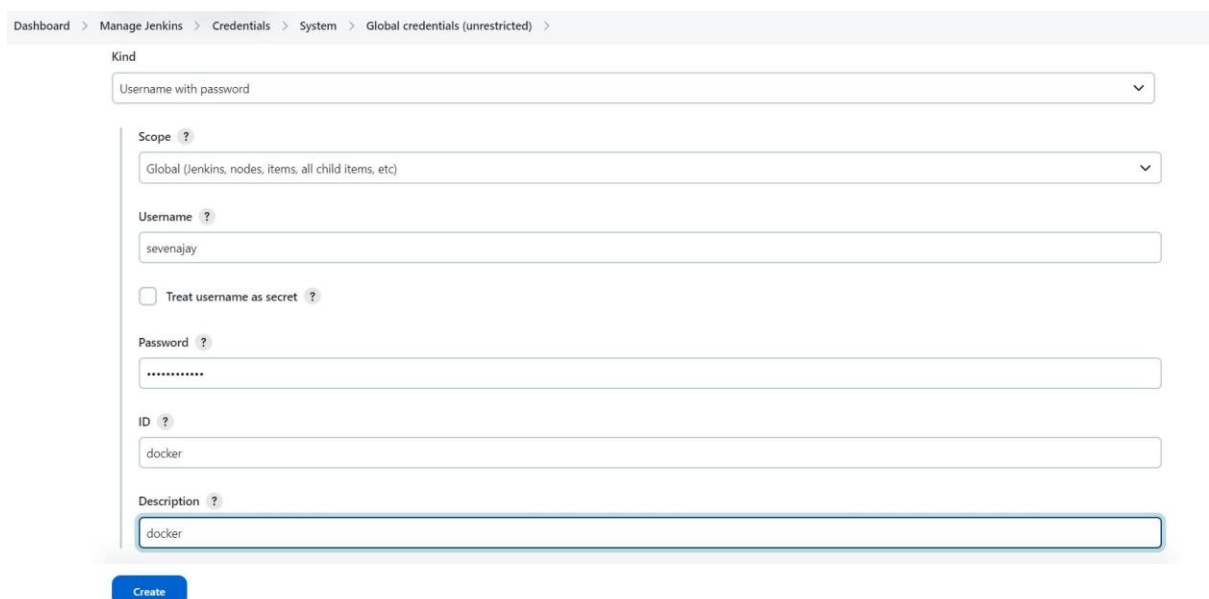 Dashboard > Manage Jenkins > Credentials > System > Global credentials (unrestricted) >
Kind
Username with password
Scope ?
Global (Jenkins, nodes, items, all child items, etc)
Username ?
sevenajay
Treat username as secret ?
Password ?
••••••••••••
ID ?
docker
Description ?
docker
Create